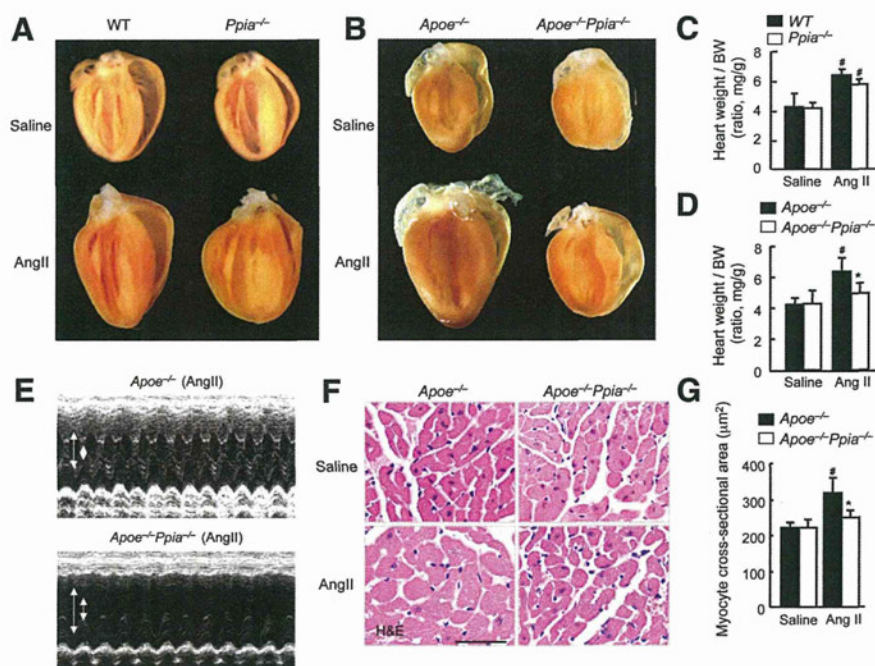 A
WT
Ppia–/–
Saline
AngII
B
Apoe–/–
Apoe–/–Ppia–/–
Saline
AngII
C
WT
Ppia–/–
Heart weight / BW
(ratio, mg/g)
8
6
4
2
0
#
#
Saline
Ang II
D
Apoe–/–
Apoe–/–Ppia–/–
Heart weight / BW
(ratio, mg/g)
8
6
4
2
0
#
*
Saline
Ang II
E
Apoe–/– (AngII)
Apoe–/–Ppia–/– (AngII)
F
Apoe–/–
Apoe–/–Ppia–/–
Saline
AngII
H&E
G
Apoe–/–
Apoe–/–Ppia–/–
Myocyte cross-sectional area (μm²)
400
300
200
100
0
#
*
Saline
Ang II